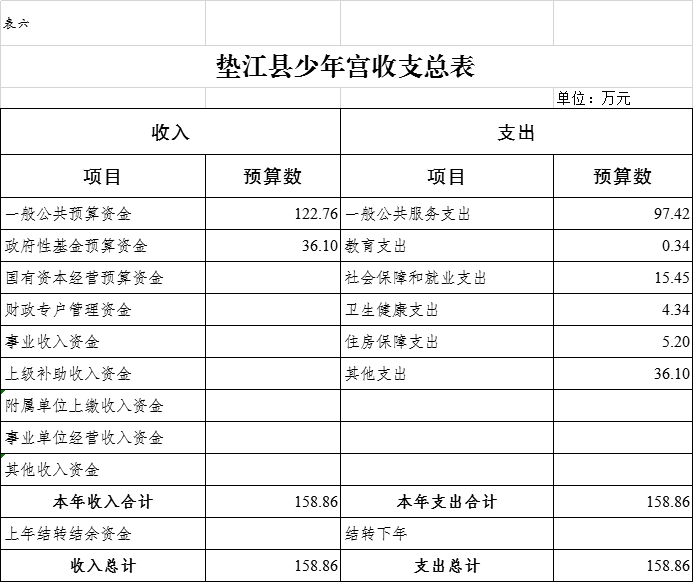 表六
垫江县少年宫收支总表
单位：万元
收入 支出
项目 预算数 项目 预算数
一般公共预算资金 122.76 一般公共服务支出 97.42
政府性基金预算资金 36.10 教育支出 0.34
国有资本经营预算资金 社会保障和就业支出 15.45
财政专户管理资金 卫生健康支出 4.34
事业收入资金 住房保障支出 5.20
上级补助收入资金 其他支出 36.10
附属单位上缴收入资金
事业单位经营收入资金
其他收入资金
本年收入合计 158.86 本年支出合计 158.86
上年结转结余资金 结转下年
收入总计 158.86 支出总计 158.86